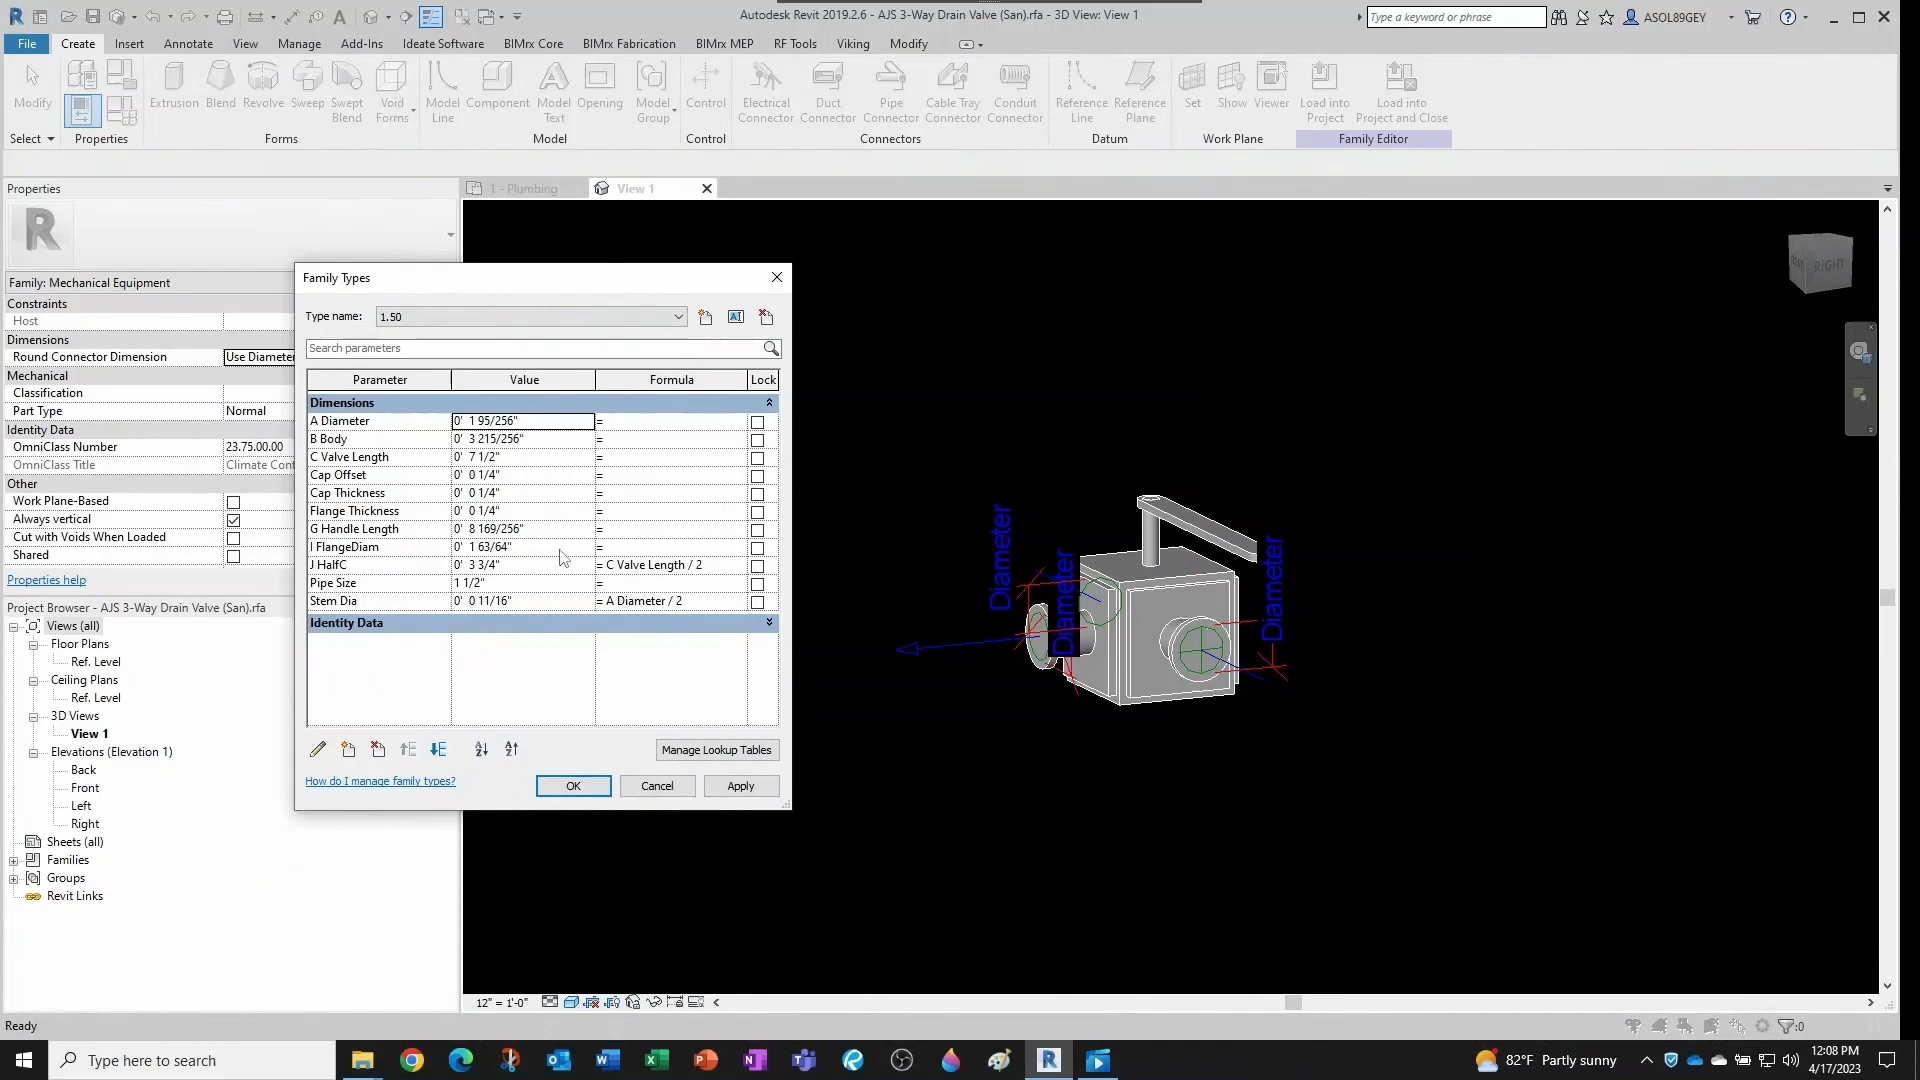 Autodesk Revit 2019.2.6 - AJS 3-Way Drain Valve (San).rfa - 3D View: View 1
Type a keyword or phrase
ASOL89GEY
File
Create
Insert
Annotate
View
Manage
Add-Ins
Ideate Software
BIMrx Core
BIMrx Fabrication
BIMrx MEP
RF Tools
Viking
Modify
Modify
Extrusion
Blend
Revolve
Sweep
Swept Blend
Void Forms
Model Line
Component
Model Text
Opening
Model Group
Control
Electrical Connector
Duct Connector
Pipe Connector
Cable Tray Connector
Conduit Connector
Reference Line
Reference Plane
Set
Show
Viewer
Load into Project
Load into Project and Close
Select
Properties
Forms
Model
Control
Connectors
Datum
Work Plane
Family Editor
Properties
1 - Plumbing
View 1
Family: Mechanical Equipment
Constraints
Host
Dimensions
Round Connector Dimension
Use Diameter
Mechanical
Classification
Part Type
Normal
Identity Data
OmniClass Number
23.75.00.00
OmniClass Title
Climate Cont
Other
Work Plane-Based
Always vertical
Cut with Voids When Loaded
Shared
Properties help
Project Browser - AJS 3-Way Drain Valve (San).rfa
Views (all)
Floor Plans
Ref. Level
Ceiling Plans
Ref. Level
3D Views
View 1
Elevations (Elevation 1)
Back
Front
Left
Right
Sheets (all)
Families
Groups
Revit Links
Family Types
Type name:
1.50
Search parameters
Parameter Value Formula Lock
Dimensions
A Diameter 0' 1 95/256" =
B Body 0' 3 215/256" =
C Valve Length 0' 7 1/2" =
Cap Offset 0' 0 1/4" =
Cap Thickness 0' 0 1/4" =
Flange Thickness 0' 0 1/4" =
G Handle Length 0' 8 169/256" =
I FlangeDiam 0' 1 63/64" =
J HalfC 0' 3 3/4" = C Valve Length / 2
Pipe Size 1 1/2" =
Stem Dia 0' 0 11/16" = A Diameter / 2
Identity Data
Manage Lookup Tables
How do I manage family types?
OK
Cancel
Apply
Diameter
Diameter
Diameter
RIGHT
12" = 1'-0"
Ready
:0
Type here to search
82°F Partly sunny
12:08 PM
4/17/2023